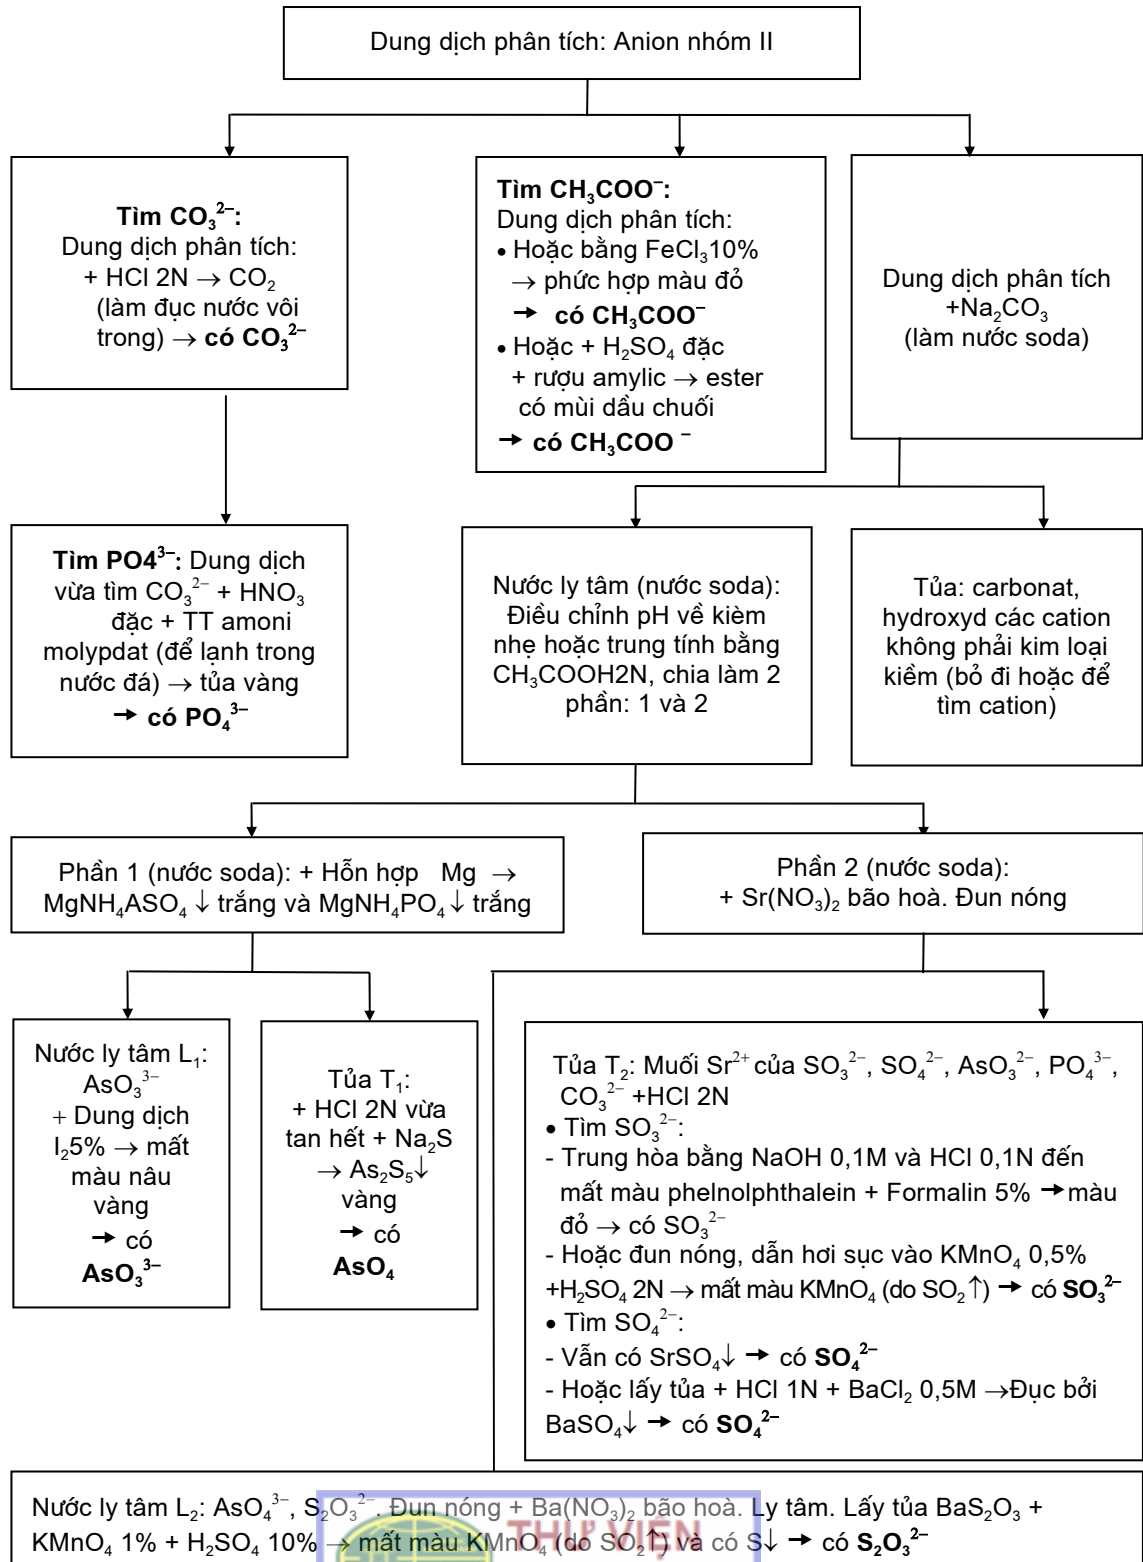 Dung dịch phân tích: Anion nhóm II
Tìm CO₃²⁻:
Dung dịch phân tích:
+ HCl 2N → CO₂
(làm đục nước vôi
trong) → có CO₃²⁻
Tìm CH₃COO⁻:
Dung dịch phân tích:
• Hoặc bằng FeCl₃10%
→ phức hợp màu đỏ
→ có CH₃COO⁻
• Hoặc + H₂SO₄ đặc
+ rượu amylic → ester
có mùi dầu chuối
→ có CH₃COO ⁻
Dung dịch phân tích
+Na₂CO₃
(làm nước soda)
Tìm PO4³⁻: Dung dịch
vừa tìm CO₃²⁻ + HNO₃
đặc + TT amoni
molypdat (để lạnh trong
nước đá) → tủa vàng
→ có PO₄³⁻
Nước ly tâm (nước soda):
Điều chỉnh pH về kièm
nhẹ hoặc trung tính bằng
CH₃COOH2N, chia làm 2
phần: 1 và 2
Tủa: carbonat,
hydroxyd các cation
không phải kim loại
kiềm (bỏ đi hoặc để
tìm cation)
Phần 1 (nước soda): + Hỗn hợp Mg →
MgNH₄ASO₄ ↓ trắng và MgNH₄PO₄ ↓ trắng
Phần 2 (nước soda):
+ Sr(NO₃)₂ bão hoà. Đun nóng
Nước ly tâm L₁:
AsO₃³⁻
+ Dung dịch
I₂5% → mất
màu nâu
vàng
→ có
AsO₃³⁻
Tủa T₁:
+ HCl 2N vừa
tan hết + Na₂S
→ As₂S₅↓
vàng
→ có
AsO₄
Tủa T₂: Muối Sr²⁺ của SO₃²⁻, SO₄²⁻, AsO₃²⁻, PO₄³⁻,
CO₃²⁻ +HCl 2N
• Tìm SO₃²⁻:
- Trung hòa bằng NaOH 0,1M và HCl 0,1N đến
mất màu phelnolphthalein + Formalin 5% → màu
đỏ → có SO₃²⁻
- Hoặc đun nóng, dẫn hơi sục vào KMnO₄ 0,5%
+H₂SO₄ 2N → mất màu KMnO₄ (do SO₂↑) → có SO₃²⁻
• Tìm SO₄²⁻:
- Vẫn có SrSO₄↓ → có SO₄²⁻
- Hoặc lấy tủa + HCl 1N + BaCl₂ 0,5M →Đục bởi
BaSO₄↓ → có SO₄²⁻
Nước ly tâm L₂: AsO₄³⁻, S₂O₃²⁻. Đun nóng + Ba(NO₃)₂ bão hoà. Ly tâm. Lấy tủa BaS₂O₃ +
KMnO₄ 1% + H₂SO₄ 10% → mất màu KMnO₄ (do SO₂↑) và có S↓ → có S₂O₃²⁻
THƯ VIỆN